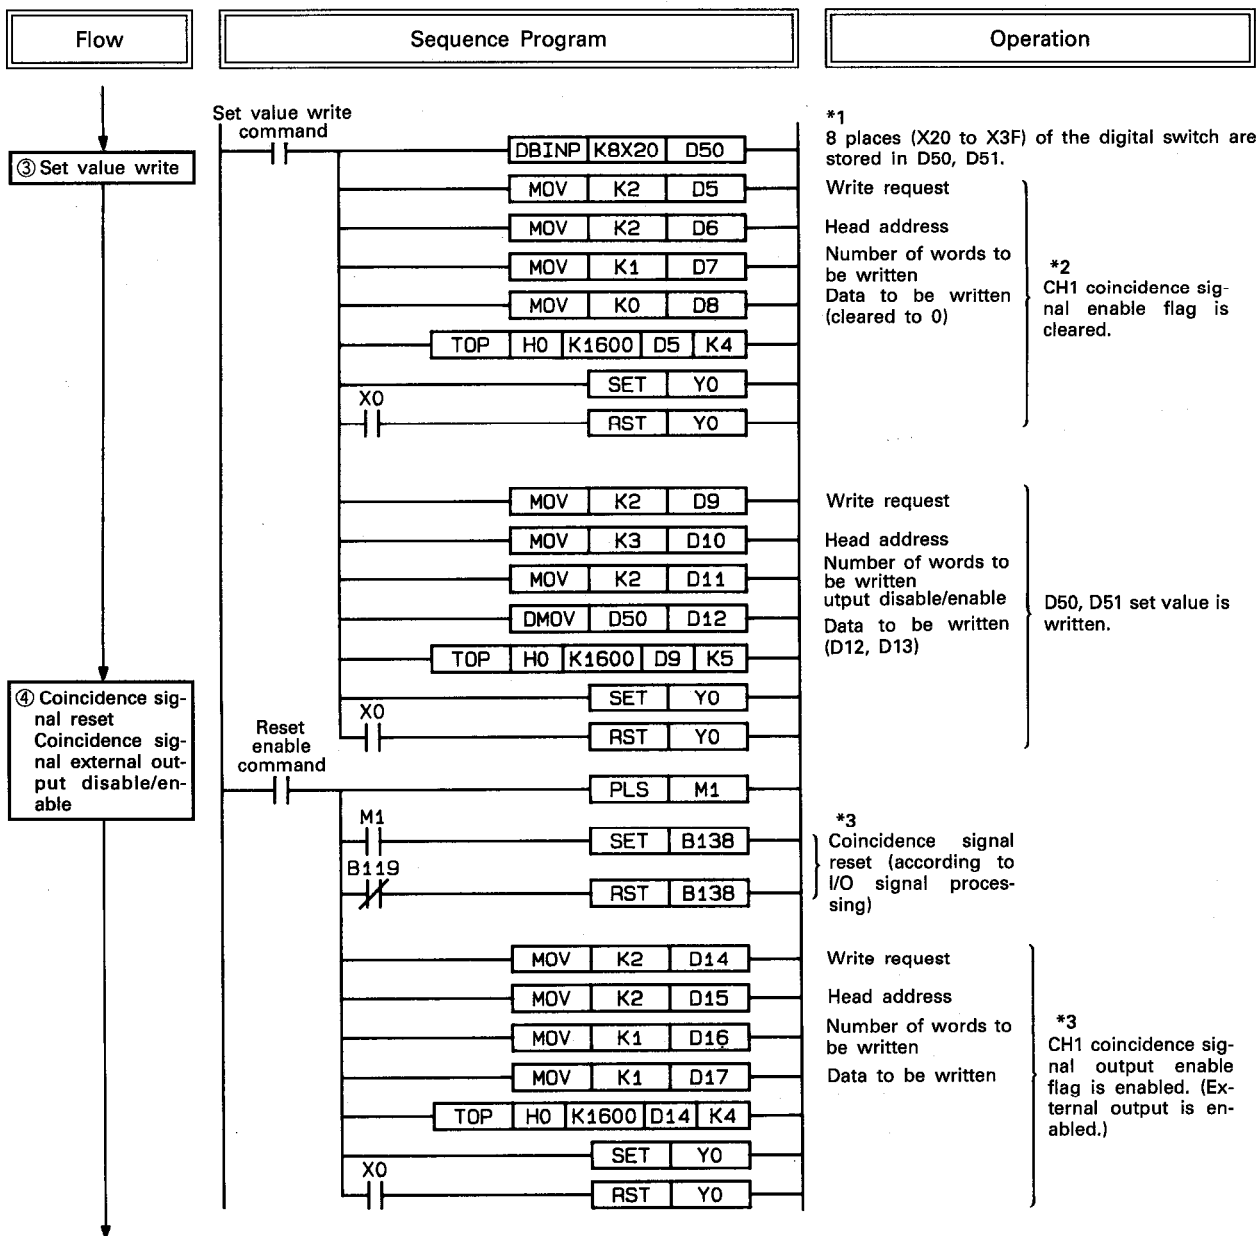 Flow
Sequence Program
Operation
Set value write
command
③ Set value write
DBINP K8X20 D50
*1
8 places (X20 to X3F) of the digital switch are
stored in D50, D51.
MOV K2 D5
Write request
MOV K2 D6
Head address
MOV K1 D7
Number of words to
be written
MOV K0 D8
Data to be written
(cleared to 0)
*2
CH1 coincidence sig-
nal enable flag is
cleared.
TOP H0 K1600 D5 K4
SET Y0
X0
RST Y0
MOV K2 D9
Write request
MOV K3 D10
Head address
MOV K2 D11
Number of words to
be written
utput disable/enable
DMOV D50 D12
Data to be written
(D12, D13)
D50, D51 set value is
written.
TOP H0 K1600 D9 K5
SET Y0
X0
RST Y0
④ Coincidence sig-
nal reset
Coincidence sig-
nal external out-
put disable/en-
able
Reset
enable
command
PLS M1
M1
SET B138
B119
RST B138
*3
Coincidence signal
reset (according to
I/O signal proces-
sing)
MOV K2 D14
Write request
MOV K2 D15
Head address
MOV K1 D16
Number of words to
be written
MOV K1 D17
Data to be written
*3
CH1 coincidence sig-
nal output enable
flag is enabled. (Ex-
ternal output is en-
abled.)
TOP H0 K1600 D14 K4
SET Y0
X0
RST Y0